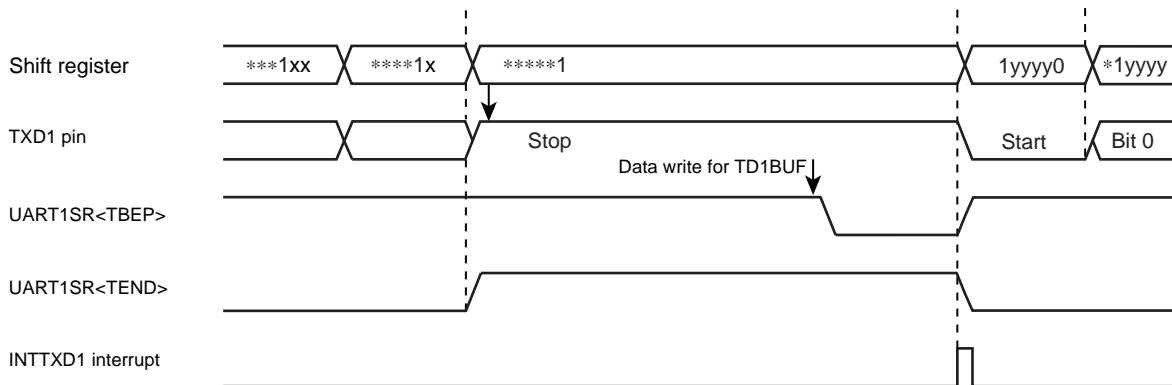 Shift register ***1xx ****1x *****1 1yyyy0 *1yyyy
TXD1 pin Stop Start Bit 0
Data write for TD1BUF
UART1SR<TBEP>
UART1SR<TEND>
INTTXD1 interrupt